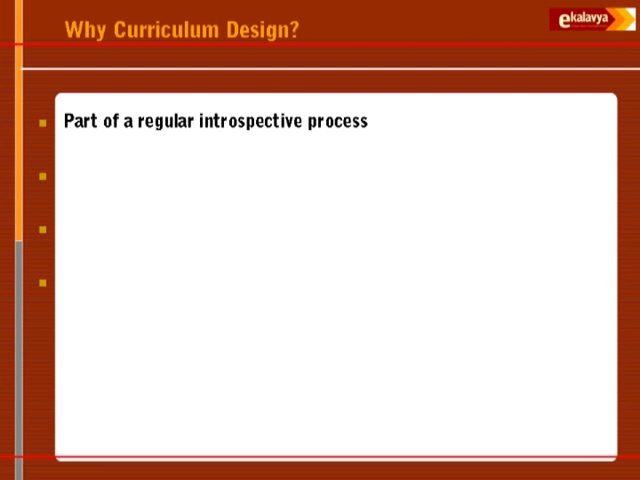 Why Curriculum Design?
ekalavya
Part of a regular introspective process